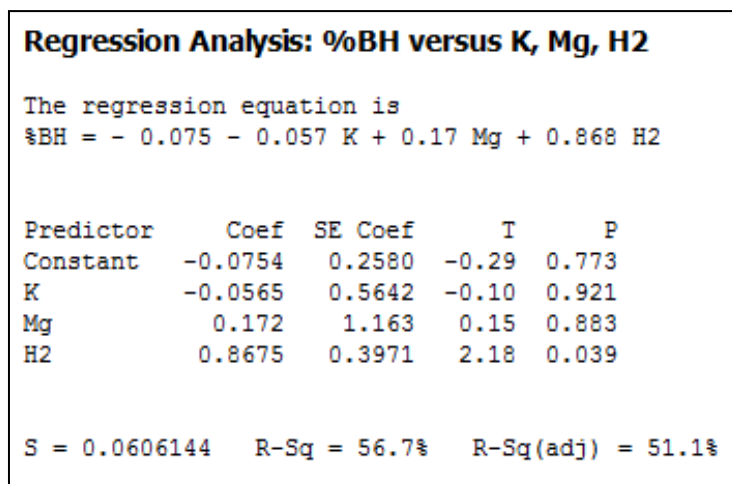 Regression Analysis: %BH versus K, Mg, H2
The regression equation is
%BH = - 0.075 - 0.057 K + 0.17 Mg + 0.868 H2
Predictor Coef SE Coef T P
Constant -0.0754 0.2580 -0.29 0.773
K -0.0565 0.5642 -0.10 0.921
Mg 0.172 1.163 0.15 0.883
H2 0.8675 0.3971 2.18 0.039
S = 0.0606144 R-Sq = 56.7% R-Sq(adj) = 51.1%